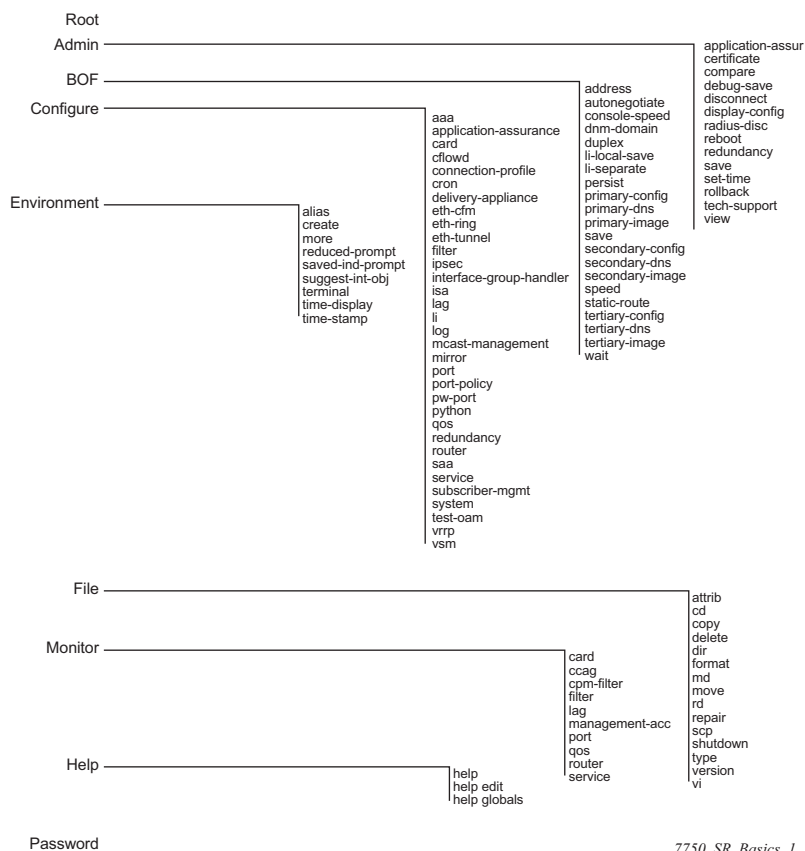 Root
Admin
application-assur
certificate
compare
debug-save
disconnect
display-config
radius-disc
reboot
redundancy
save
set-time
rollback
tech-support
view
BOF
address
autonegotiate
console-speed
dnm-domain
duplex
li-local-save
li-separate
persist
primary-config
primary-dns
primary-image
save
secondary-config
secondary-dns
secondary-image
speed
static-route
tertiary-config
tertiary-dns
tertiary-image
wait
Configure
aaa
application-assurance
card
cflowd
connection-profile
cron
delivery-appliance
eth-cfm
eth-ring
eth-tunnel
filter
ipsec
interface-group-handler
isa
lag
li
log
mcast-management
mirror
port
port-policy
pw-port
python
qos
redundancy
router
saa
service
subscriber-mgmt
system
test-oam
vrrp
vsm
Environment
alias
create
more
reduced-prompt
saved-ind-prompt
suggest-int-obj
terminal
time-display
time-stamp
File
attrib
cd
copy
delete
dir
format
md
move
rd
repair
scp
shutdown
type
version
vi
Monitor
card
ccag
cpm-filter
filter
lag
management-acc
port
qos
router
service
Help
help
help edit
help globals
Password
7750_SR_Basics_1